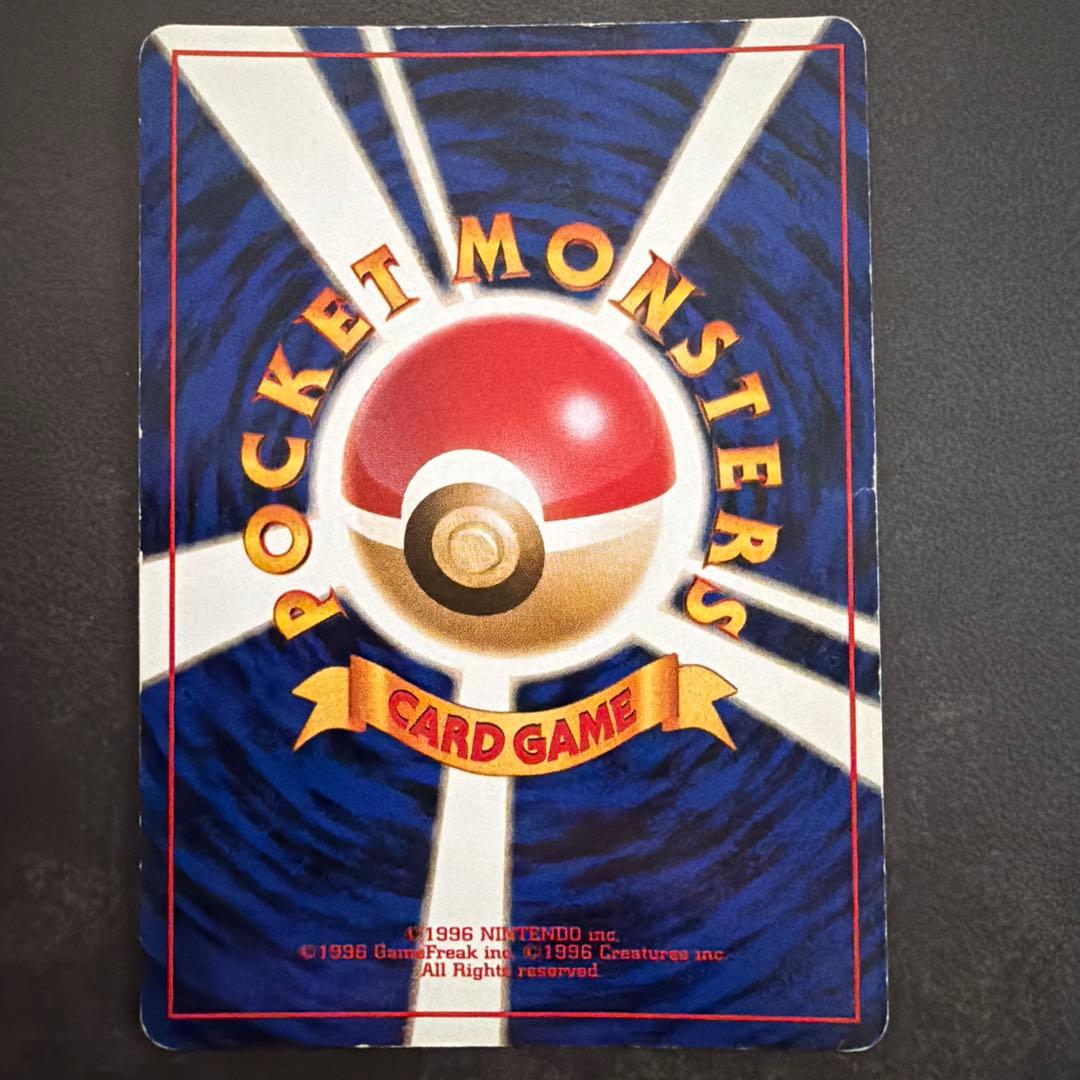 POCKET MONSTERS
CARD GAME
©1996 NINTENDO inc.
©1996 GameFreak inc. ©1996 Creatures inc.
All Rights reserved.